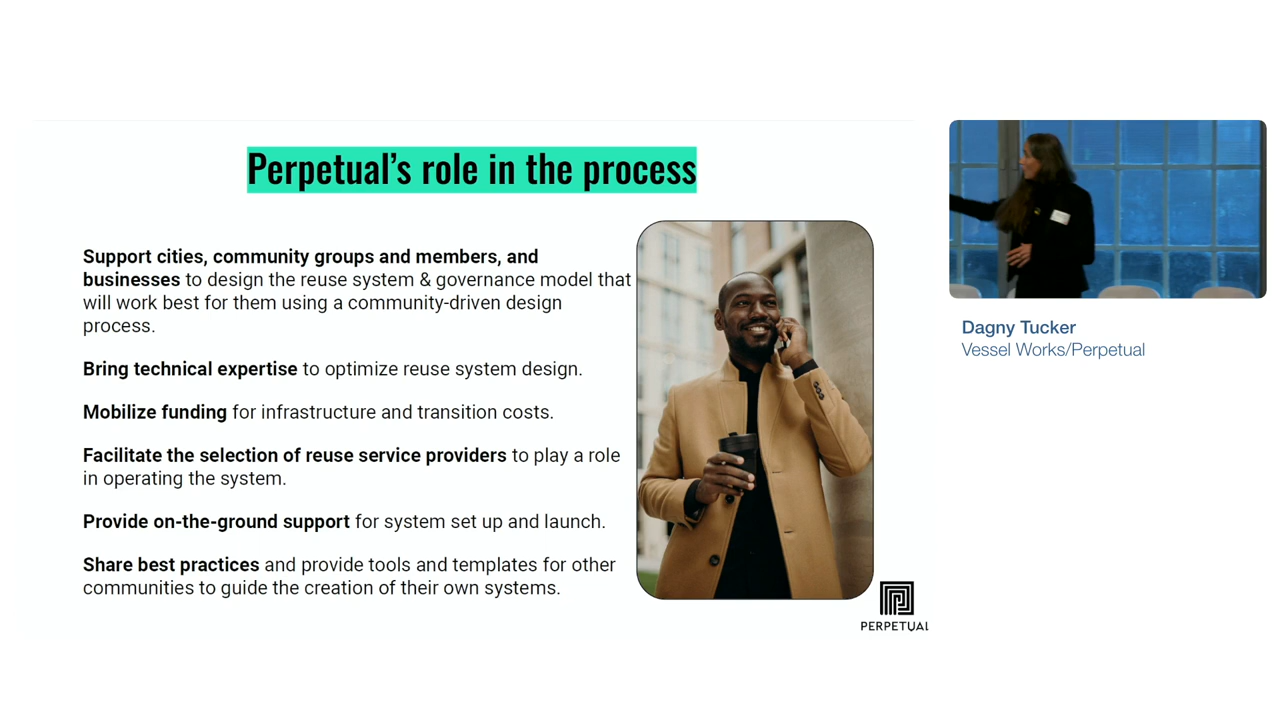 Perpetual's role in the process
Support cities, community groups and members, and
businesses to design the reuse system & governance model that
will work best for them using a community-driven design
process.
Bring technical expertise to optimize reuse system design.
Mobilize funding for infrastructure and transition costs.
Facilitate the selection of reuse service providers to play a role
in operating the system.
Provide on-the-ground support for system set up and launch.
Share best practices and provide tools and templates for other
communities to guide the creation of their own systems.
PERPETUAL
Dagny Tucker
Vessel Works/Perpetual